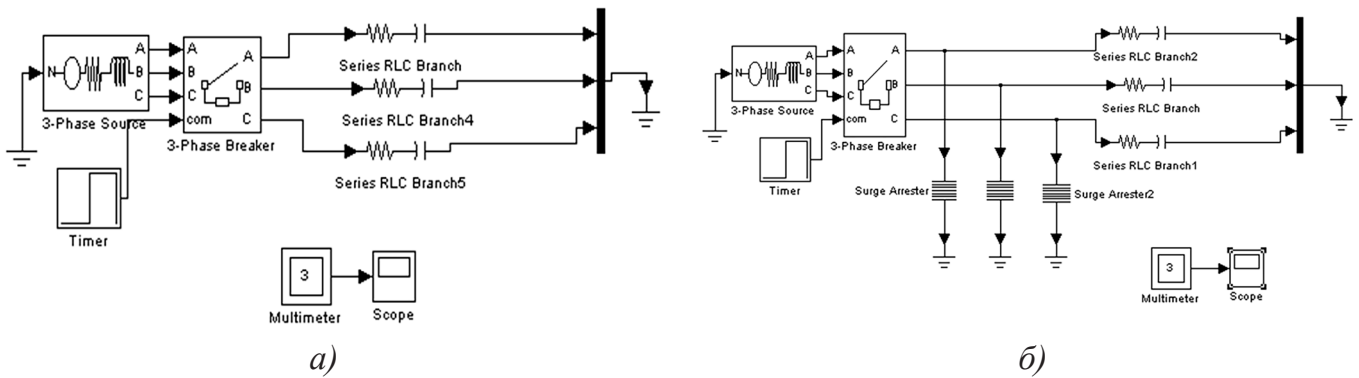 N
A
B
C
3-Phase Source
A
B
C
com
A
B
C
3-Phase Breaker
Series RLC Branch
Series RLC Branch4
Series RLC Branch5
Timer
3
Multimeter
Scope
а)
N
A
B
C
3-Phase Source
A
B
C
com
A
B
C
3-Phase Breaker
Series RLC Branch2
Series RLC Branch
Series RLC Branch1
Timer
Surge Arrester
Surge Arrester2
3
Multimeter
Scope
б)